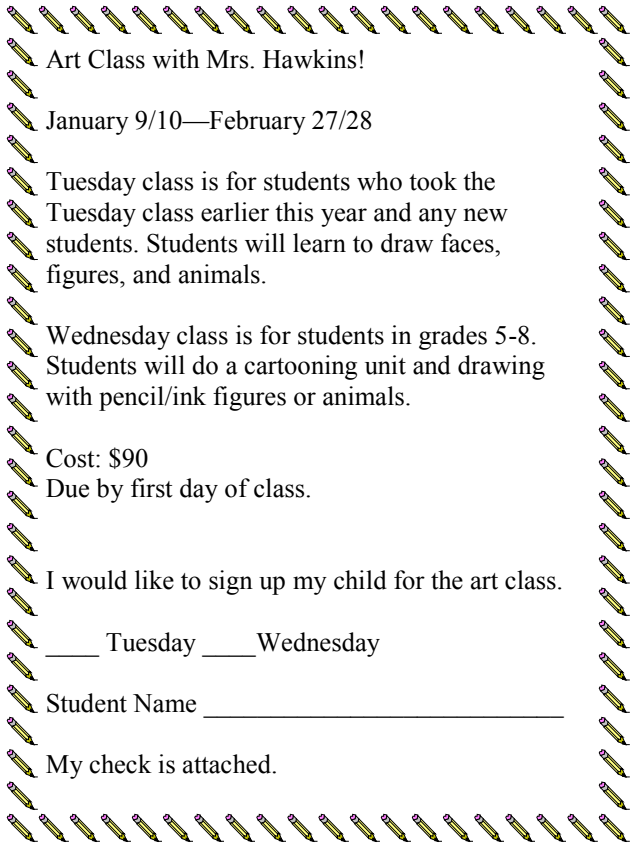 Art Class with Mrs. Hawkins!
January 9/10—February 27/28
Tuesday class is for students who took the
Tuesday class earlier this year and any new
students. Students will learn to draw faces,
figures, and animals.
Wednesday class is for students in grades 5-8.
Students will do a cartooning unit and drawing
with pencil/ink figures or animals.
Cost: $90
Due by first day of class.
I would like to sign up my child for the art class.
____ Tuesday ____Wednesday
Student Name ___________________________
My check is attached.